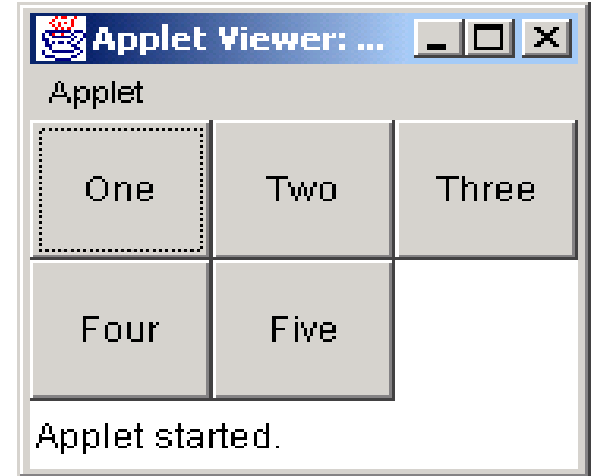 Applet Viewer: ...
Applet
One Two Three
Four Five
Applet started.